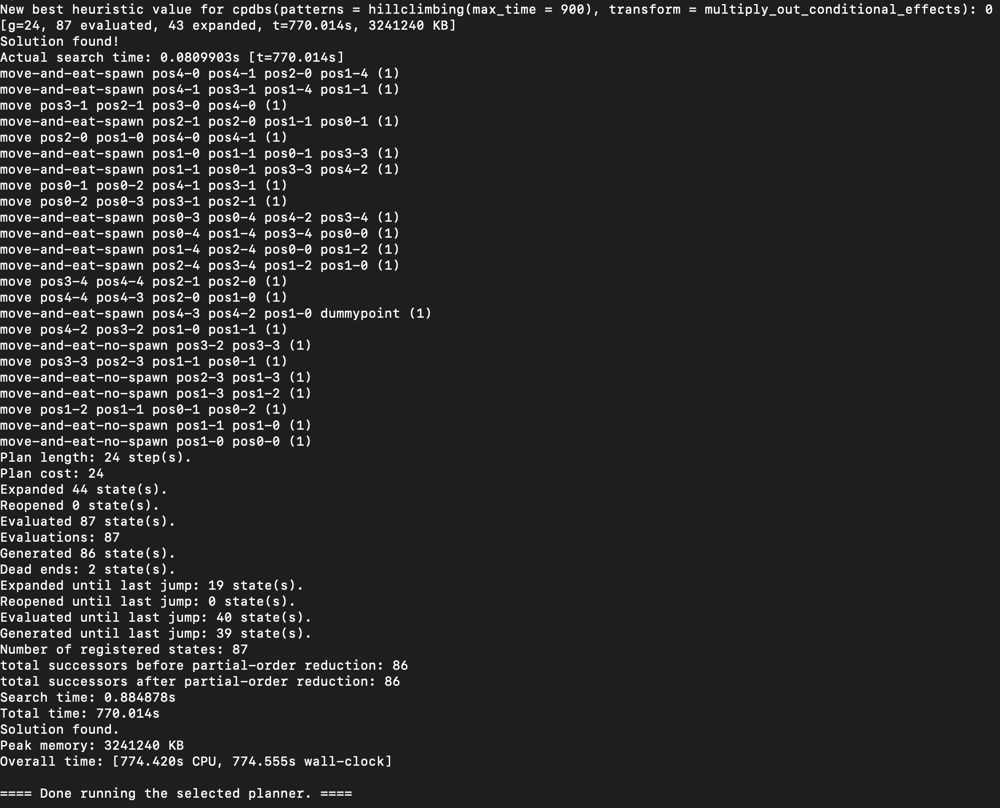 New best heuristic value for cpdbs(patterns = hillclimbing(max_time = 900), transform = multiply_out_conditional_effects): 0
[g=24, 87 evaluated, 43 expanded, t=770.014s, 3241240 KB]
Solution found!
Actual search time: 0.0809903s [t=770.014s]
move-and-eat-spawn pos4-0 pos4-1 pos2-0 pos1-4 (1)
move-and-eat-spawn pos4-1 pos3-1 pos1-4 pos1-1 (1)
move pos3-1 pos2-1 pos3-0 pos4-0 (1)
move-and-eat-spawn pos2-1 pos2-0 pos1-1 pos0-1 (1)
move pos2-0 pos1-0 pos4-0 pos4-1 (1)
move-and-eat-spawn pos1-0 pos1-1 pos0-1 pos3-3 (1)
move-and-eat-spawn pos1-1 pos0-1 pos3-3 pos4-2 (1)
move pos0-1 pos0-2 pos4-1 pos3-1 (1)
move pos0-2 pos0-3 pos3-1 pos2-1 (1)
move-and-eat-spawn pos0-3 pos0-4 pos4-2 pos3-4 (1)
move-and-eat-spawn pos0-4 pos1-4 pos3-4 pos0-0 (1)
move-and-eat-spawn pos1-4 pos2-4 pos0-0 pos1-2 (1)
move-and-eat-spawn pos2-4 pos3-4 pos1-2 pos1-0 (1)
move pos3-4 pos4-4 pos2-1 pos2-0 (1)
move pos4-4 pos4-3 pos2-0 pos1-0 (1)
move-and-eat-spawn pos4-3 pos4-2 pos1-0 dummypoint (1)
move pos4-2 pos3-2 pos1-0 pos1-1 (1)
move-and-eat-no-spawn pos3-2 pos3-3 (1)
move pos3-3 pos2-3 pos1-1 pos0-1 (1)
move-and-eat-no-spawn pos2-3 pos1-3 (1)
move-and-eat-no-spawn pos1-3 pos1-2 (1)
move pos1-2 pos1-1 pos0-1 pos0-2 (1)
move-and-eat-no-spawn pos1-1 pos1-0 (1)
move-and-eat-no-spawn pos1-0 pos0-0 (1)
Plan length: 24 step(s).
Plan cost: 24
Expanded 44 state(s).
Reopened 0 state(s).
Evaluated 87 state(s).
Evaluations: 87
Generated 86 state(s).
Dead ends: 2 state(s).
Expanded until last jump: 19 state(s).
Reopened until last jump: 0 state(s).
Evaluated until last jump: 40 state(s).
Generated until last jump: 39 state(s).
Number of registered states: 87
total successors before partial-order reduction: 86
total successors after partial-order reduction: 86
Search time: 0.884878s
Total time: 770.014s
Solution found.
Peak memory: 3241240 KB
Overall time: [774.420s CPU, 774.555s wall-clock]
==== Done running the selected planner. ====